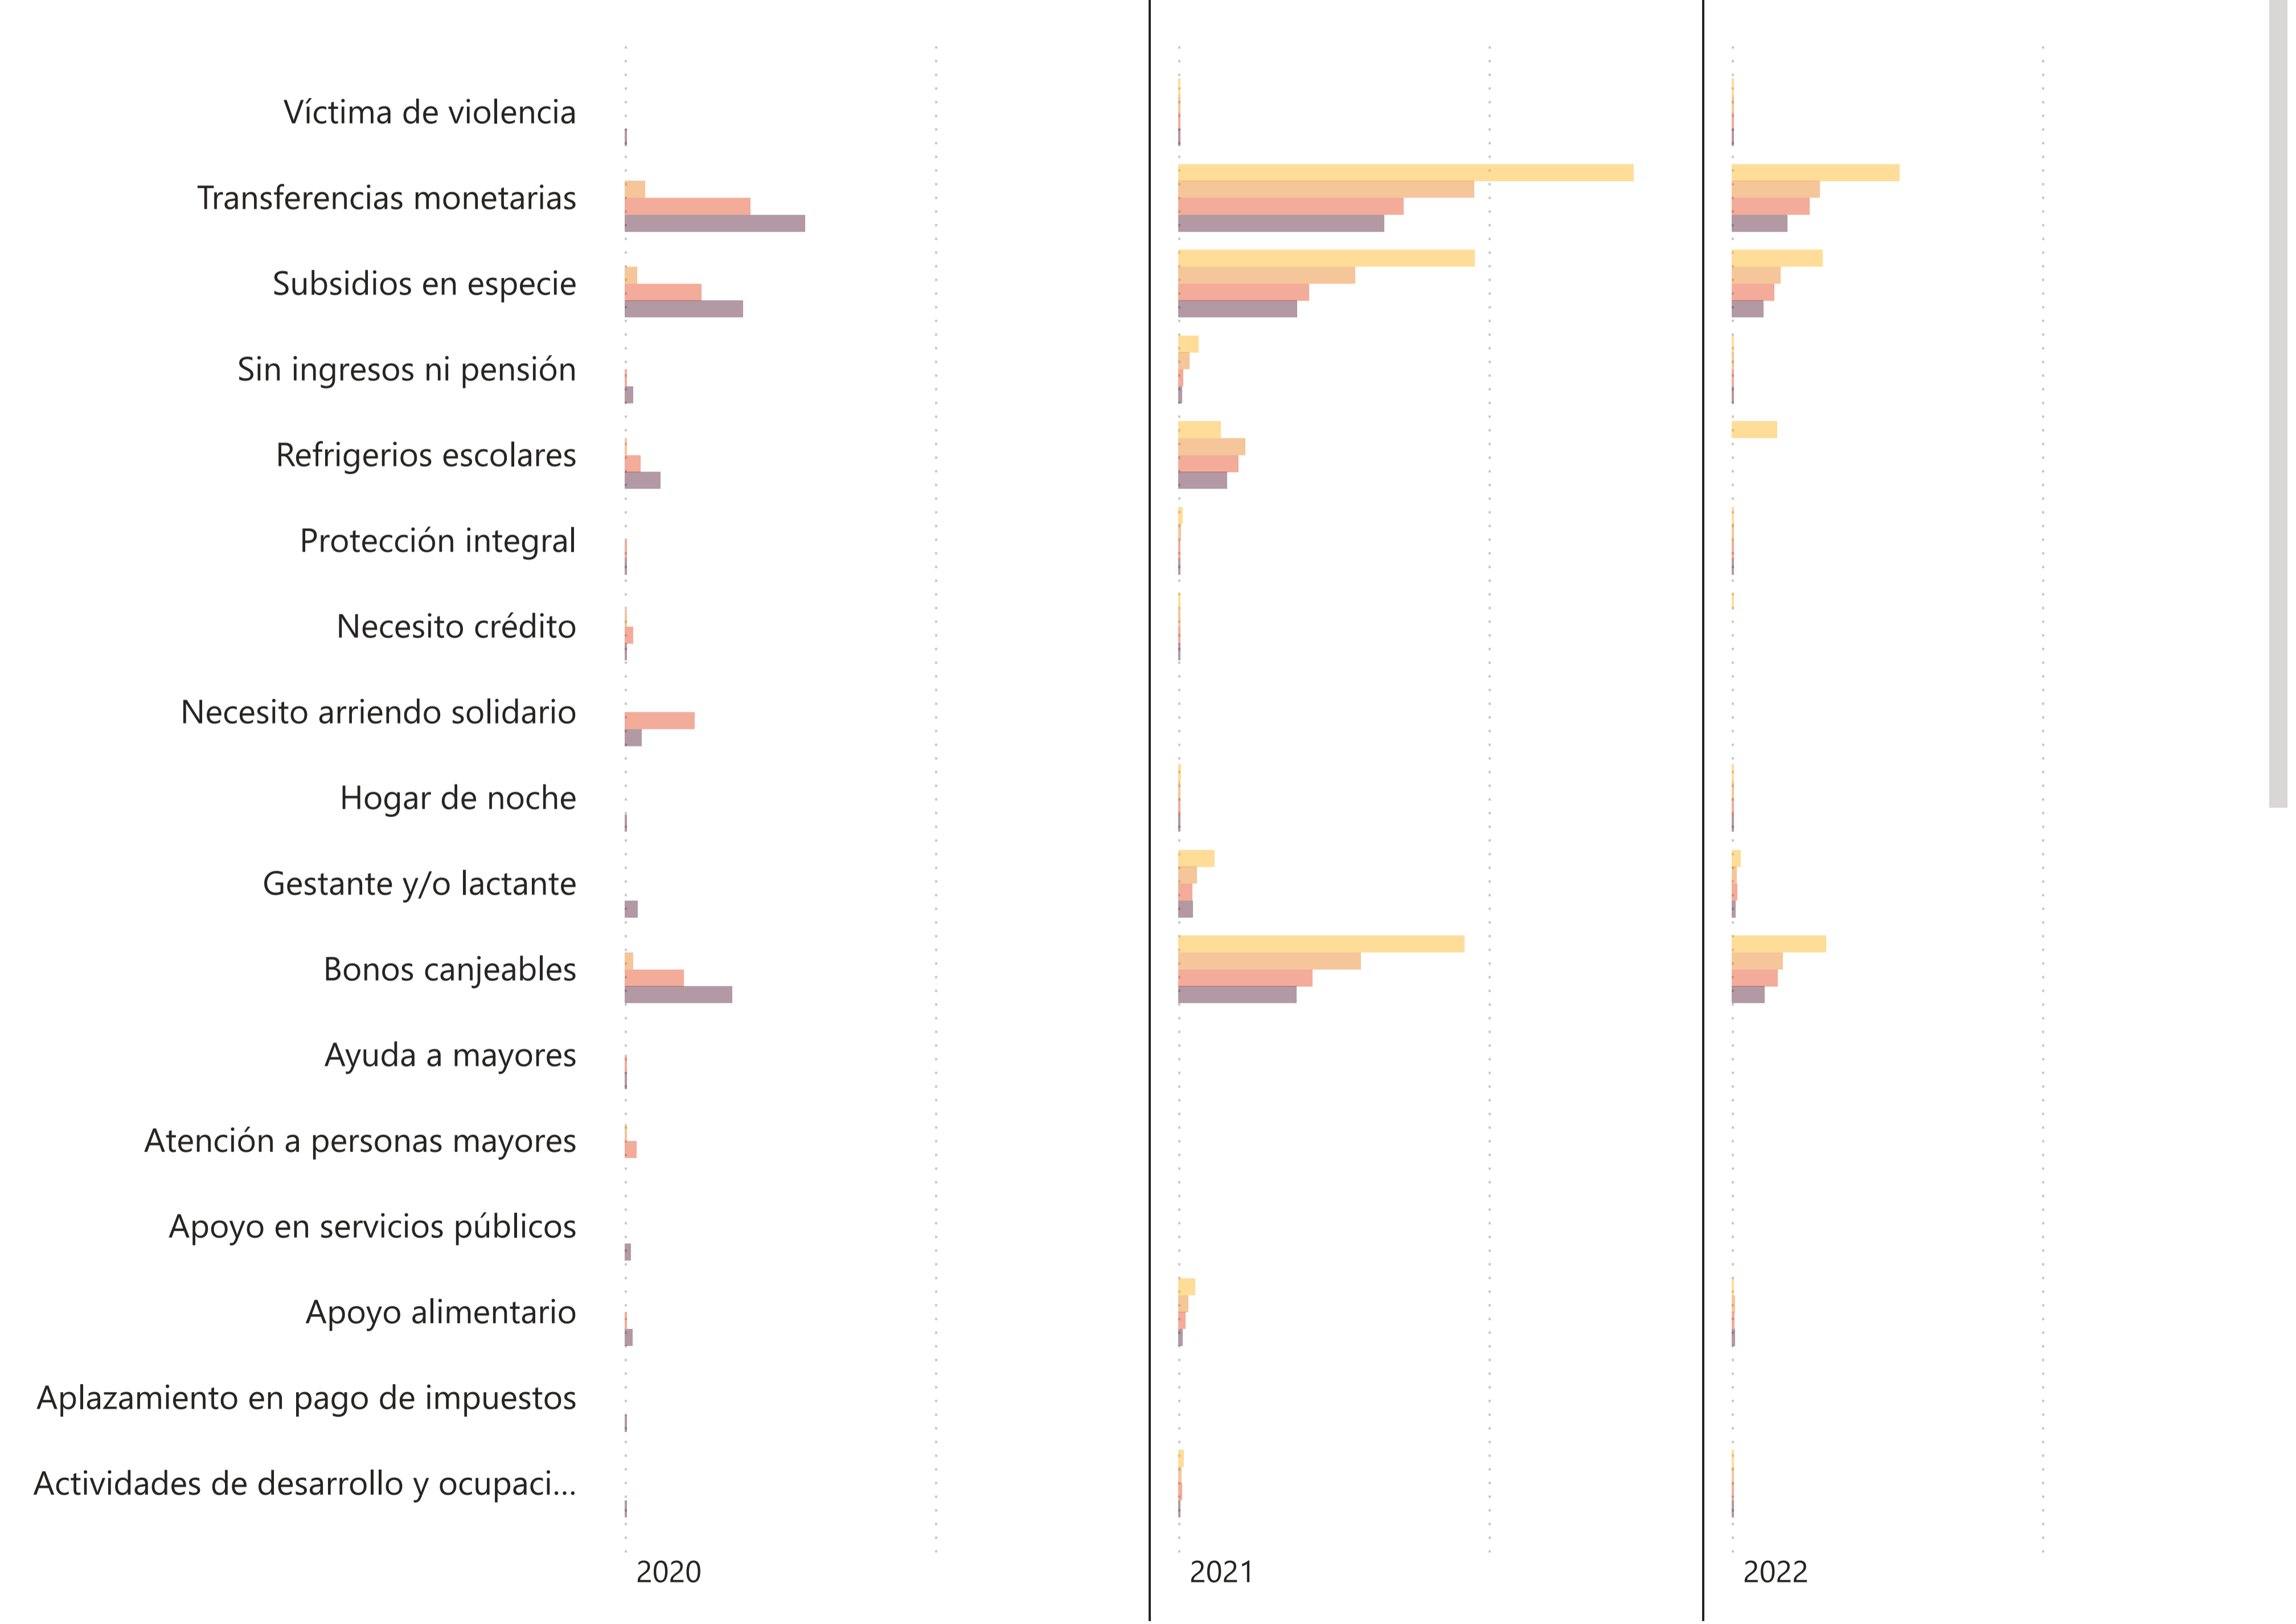 Víctima de violencia
Transferencias monetarias
Subsidios en especie
Sin ingresos ni pensión
Refrigerios escolares
Protección integral
Necesito crédito
Necesito arriendo solidario
Hogar de noche
Gestante y/o lactante
Bonos canjeables
Ayuda a mayores
Atención a personas mayores
Apoyo en servicios públicos
Apoyo alimentario
Aplazamiento en pago de impuestos
Actividades de desarrollo y ocupaci...
2020 2021 2022